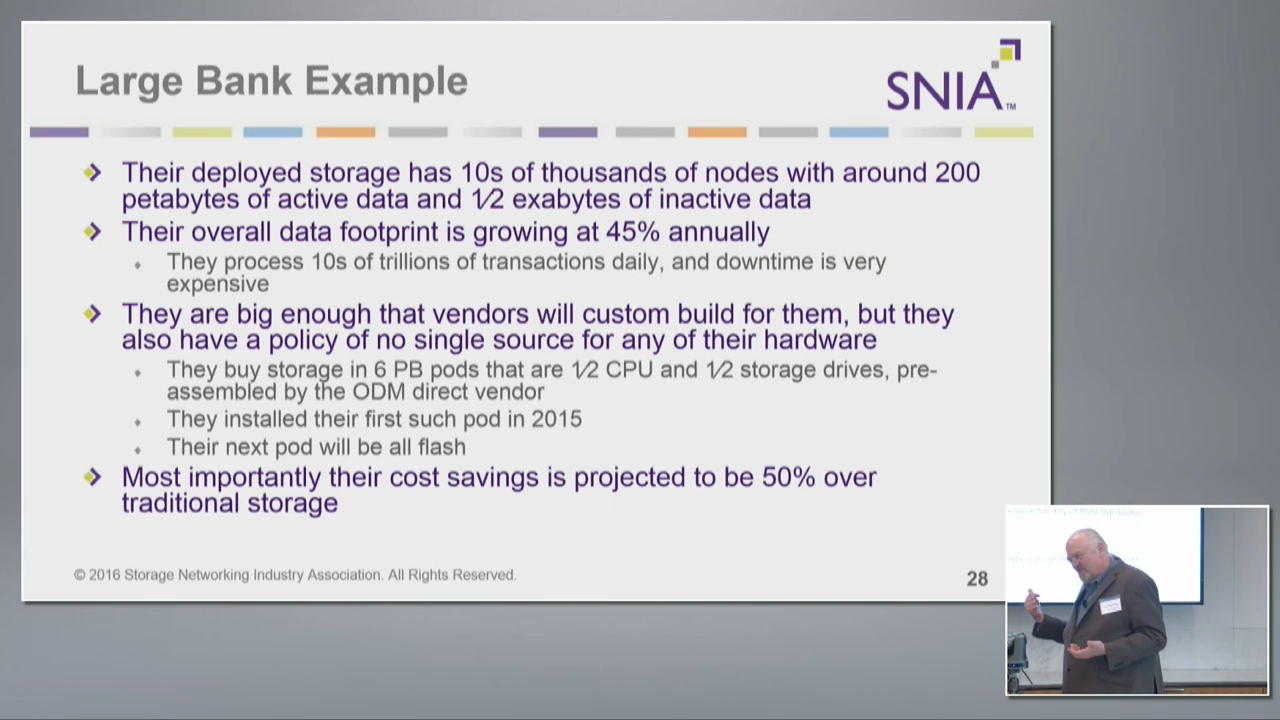 Large Bank Example
SNIA™
Their deployed storage has 10s of thousands of nodes with around 200
petabytes of active data and 1⁄2 exabytes of inactive data
Their overall data footprint is growing at 45% annually
They process 10s of trillions of transactions daily, and downtime is very
expensive
They are big enough that vendors will custom build for them, but they
also have a policy of no single source for any of their hardware
They buy storage in 6 PB pods that are 1⁄2 CPU and 1⁄2 storage drives, pre-
assembled by the ODM direct vendor
They installed their first such pod in 2015
Their next pod will be all flash
Most importantly their cost savings is projected to be 50% over
traditional storage
© 2016 Storage Networking Industry Association. All Rights Reserved.
28
source for any of their hardware